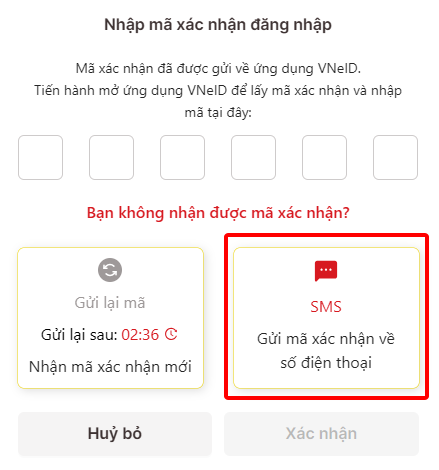 Nhập mã xác nhận đăng nhập
Mã xác nhận đã được gửi về ứng dụng VNeID.
Tiến hành mở ứng dụng VNeID để lấy mã xác nhận và nhập
mã tại đây:
Bạn không nhận được mã xác nhận?
Gửi lại mã
Gửi lại sau: 02:36
Nhận mã xác nhận mới
SMS
Gửi mã xác nhận về
số điện thoại
Huỷ bỏ
Xác nhận